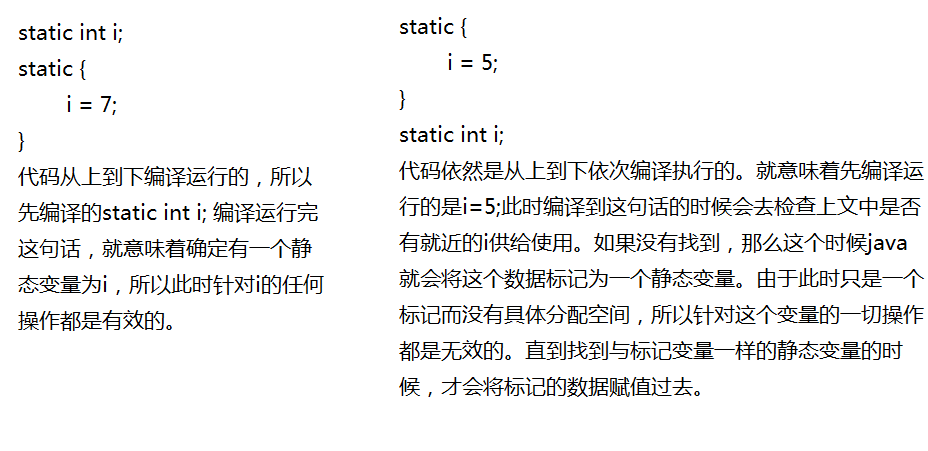 static int i;
static {
i = 7;
}
代码从上到下编译运行的，所以
先编译的static int i; 编译运行完
这句话，就意味着确定有一个静
态变量为i，所以此时针对i的任何
操作都是有效的。
static {
i = 5;
}
static int i;
代码依然是从上到下依次编译执行的。就意味着先编译运
行的是i=5;此时编译到这句话的时候会去检查上文中是否
有就近的i供给使用。如果没有找到，那么这个时候java
就会将这个数据标记为一个静态变量。由于此时只是一个
标记而没有具体分配空间，所以针对这个变量的一切操作
都是无效的。直到找到与标记变量一样的静态变量的时
候，才会将标记的数据赋值过去。